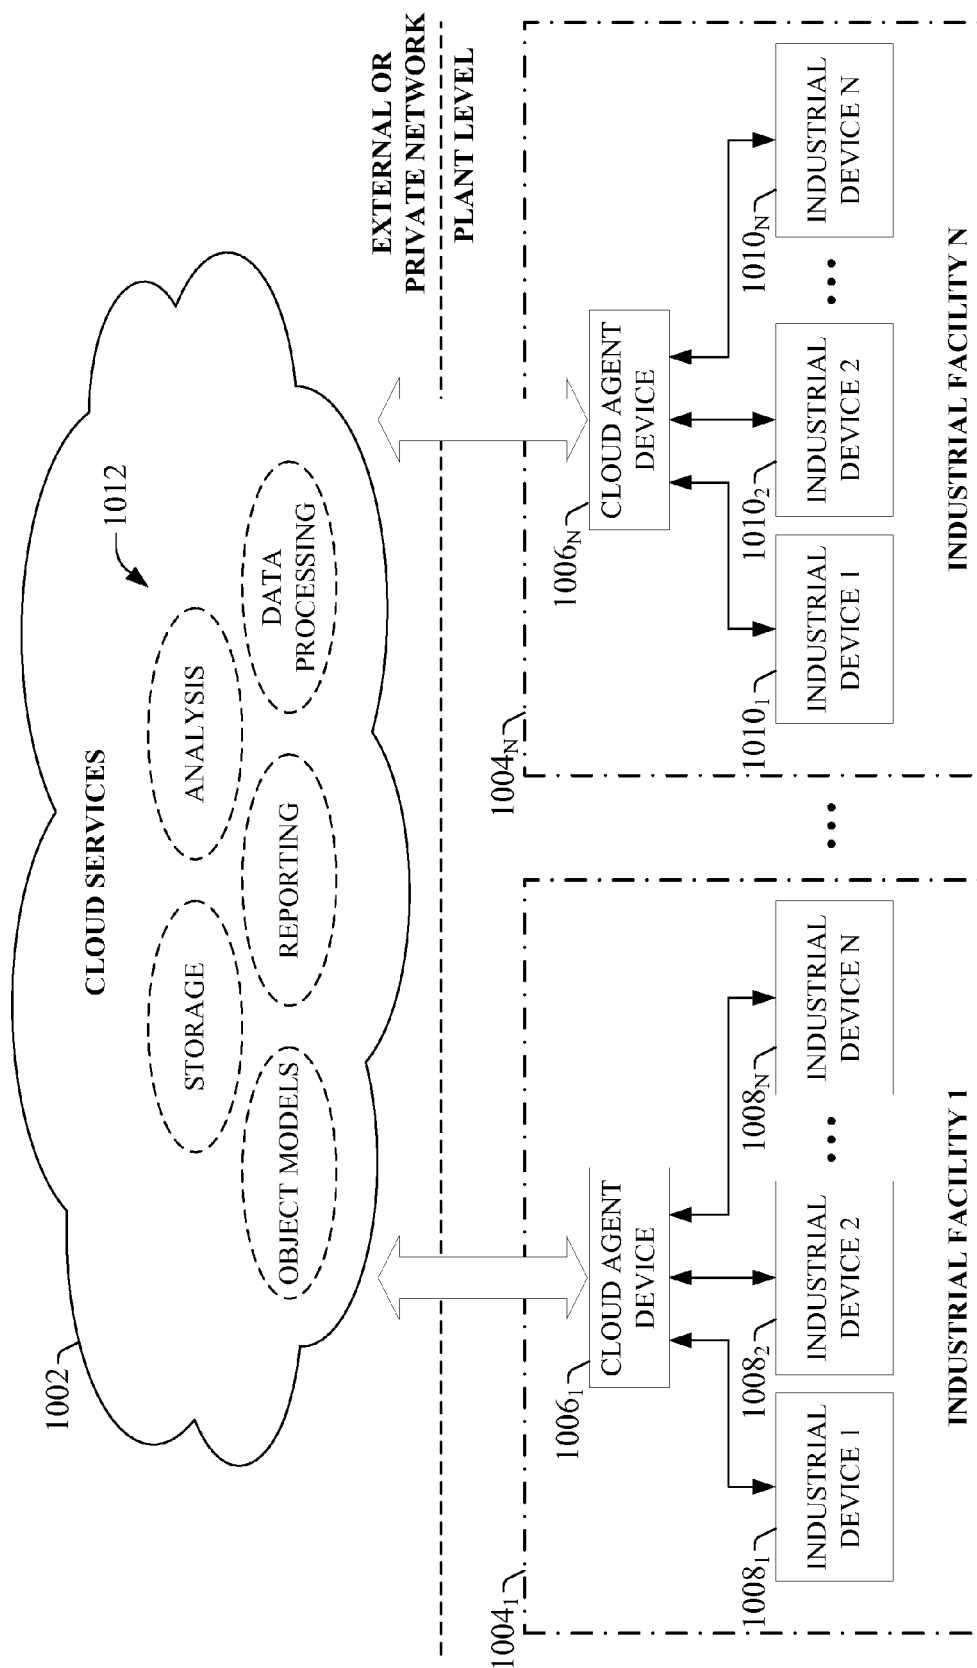 1002
CLOUD SERVICES
1012
STORAGE
ANALYSIS
OBJECT MODELS
REPORTING
DATA
PROCESSING
EXTERNAL OR
PRIVATE NETWORK
PLANT LEVEL
1004₁
1006₁
CLOUD AGENT
DEVICE
1008₁
INDUSTRIAL
DEVICE 1
1008₂
INDUSTRIAL
DEVICE 2
•••
1008N
INDUSTRIAL
DEVICE N
INDUSTRIAL FACILITY 1
•••
1004N
1006N
CLOUD AGENT
DEVICE
1010₁
INDUSTRIAL
DEVICE 1
1010₂
INDUSTRIAL
DEVICE 2
•••
1010N
INDUSTRIAL
DEVICE N
INDUSTRIAL FACILITY N